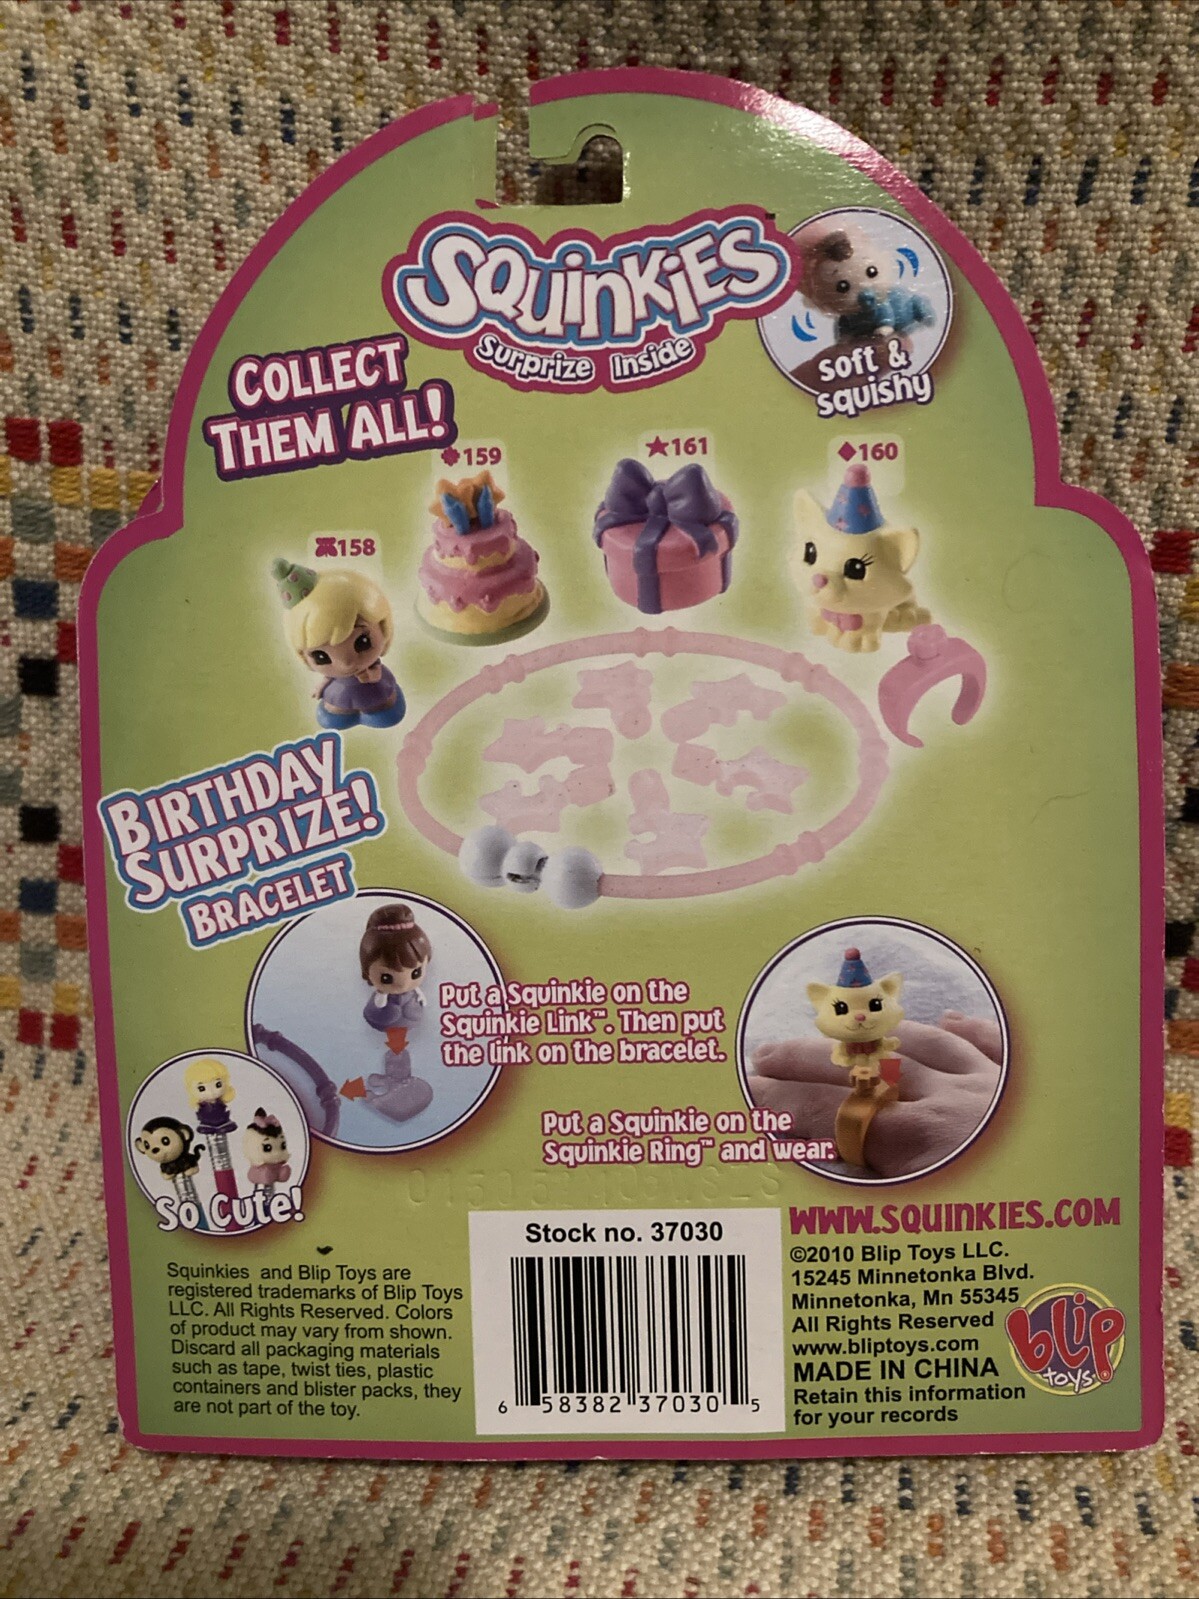 SQUINKIES™
Surprize Inside
soft &
squishy
COLLECT
THEM ALL!
159
161
160
158
BIRTHDAY
SURPRIZE!
BRACELET
Put a Squinkie on the
Squinkie Link™. Then put
the link on the bracelet.
Put a Squinkie on the
Squinkie Ring™ and wear.
So Cute!
Squinkies and Blip Toys are
registered trademarks of Blip Toys
LLC. All Rights Reserved. Colors
of product may vary from shown.
Discard all packaging materials
such as tape, twist ties, plastic
containers and blister packs, they
are not part of the toy.
Stock no. 37030
6 58382 37030 5
WWW.SQUINKIES.COM
©2010 Blip Toys LLC.
15245 Minnetonka Blvd.
Minnetonka, Mn 55345
All Rights Reserved
www.bliptoys.com
MADE IN CHINA
Retain this information
for your records
blip
toys